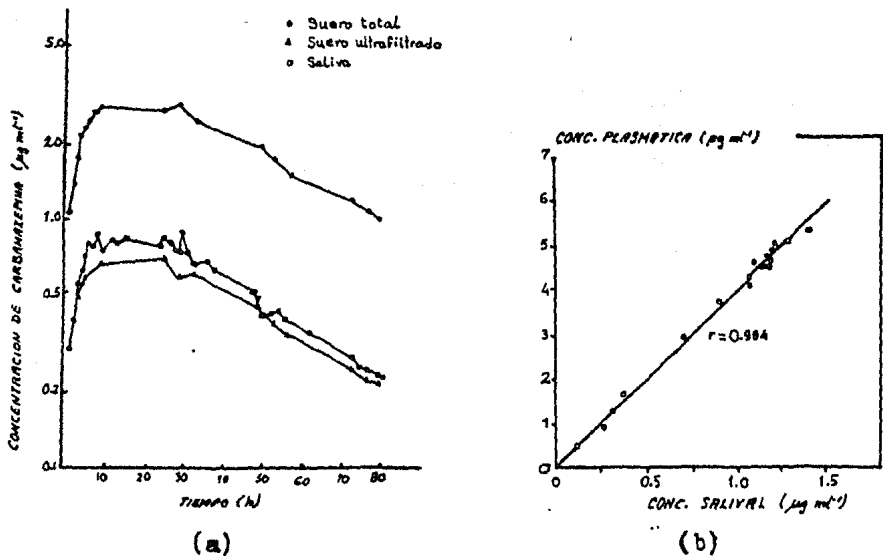 • Suero total
▵ Suero ultrafiltrado
o Saliva
CONCENTRACION DE CARBAMAZEPINA (µg ml⁻¹)
5.0
2.0
1.0
0.5
0.2
0.1
10 20 30 40 50 60 70 80
TIEMPO (h)
(a)
CONC. PLASMATICA (µg ml⁻¹)
7
6
5
4
3
2
1
0
r=0.984
0 0.5 1.0 1.5
CONC. SALIVAL (µg ml⁻¹)
(b)